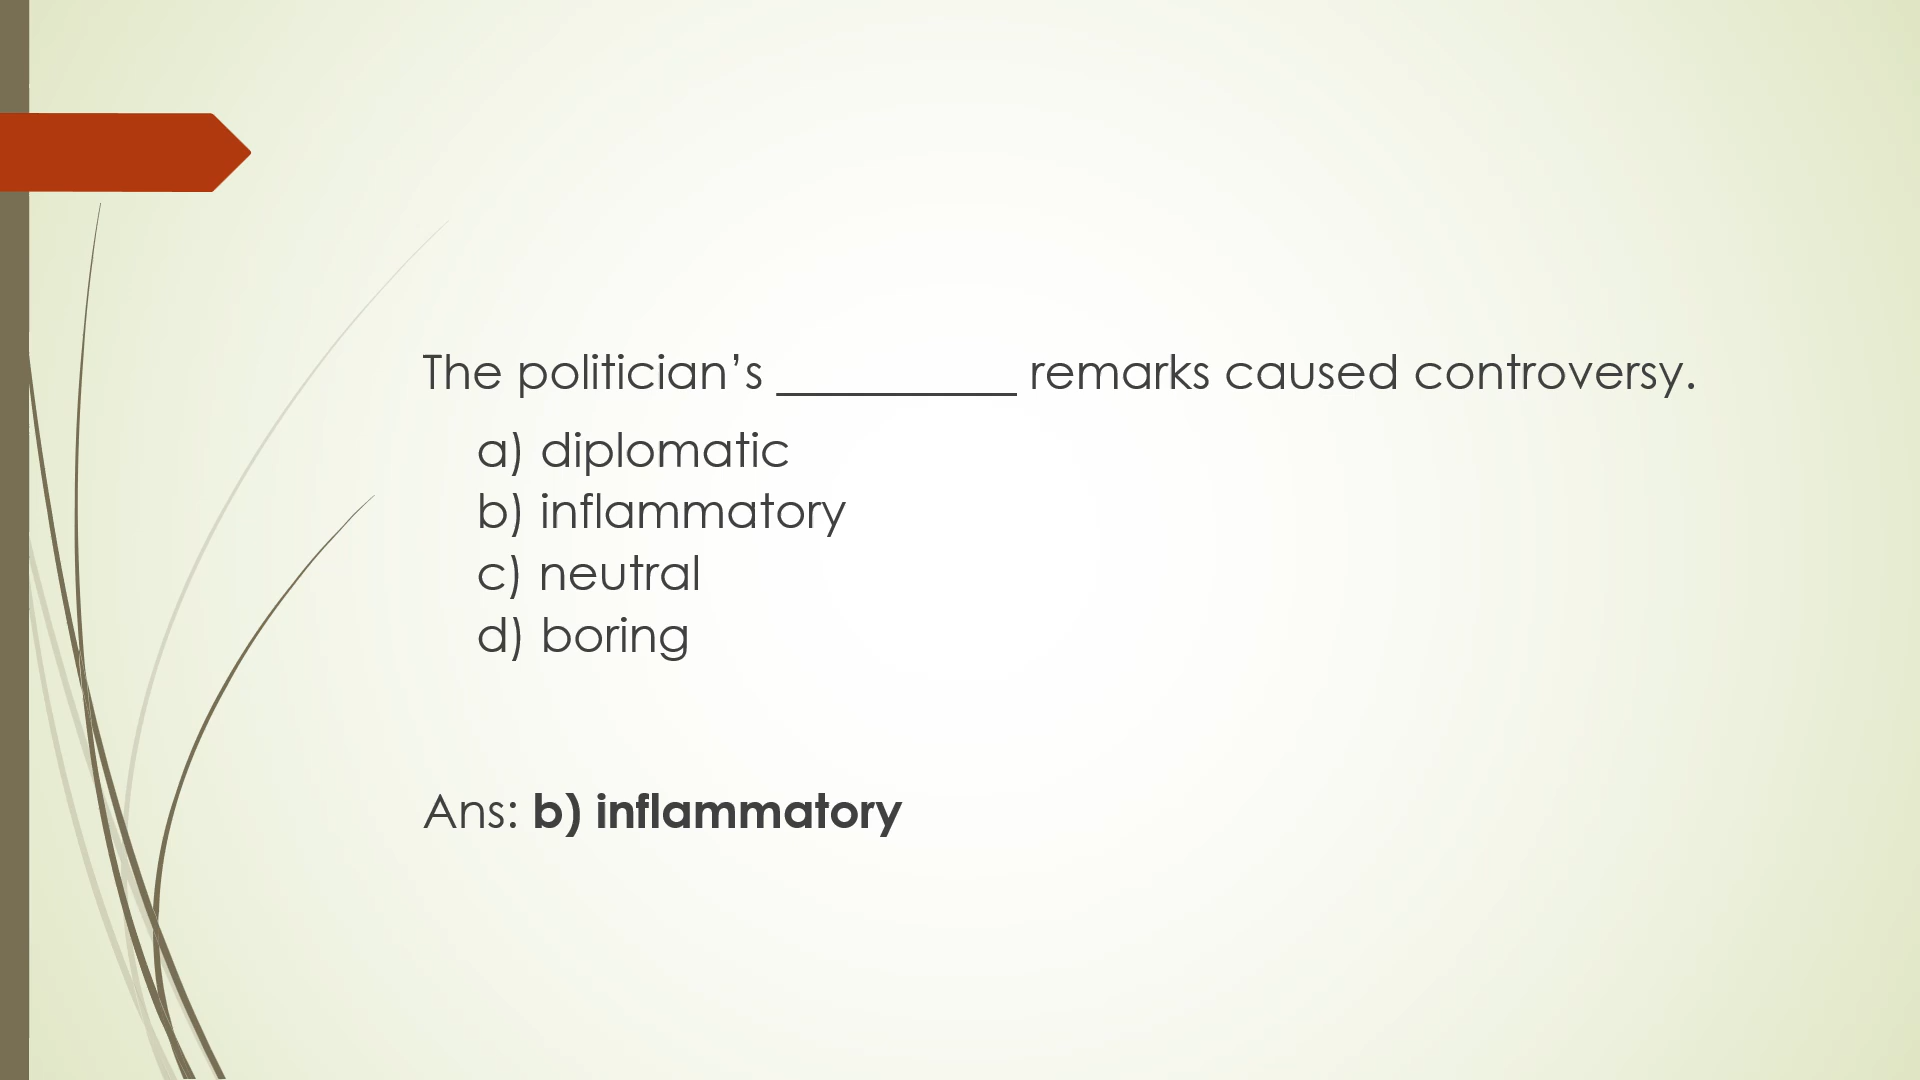 The politician’s __________ remarks caused controversy.
a) diplomatic
b) inflammatory
c) neutral
d) boring
Ans: b) inflammatory